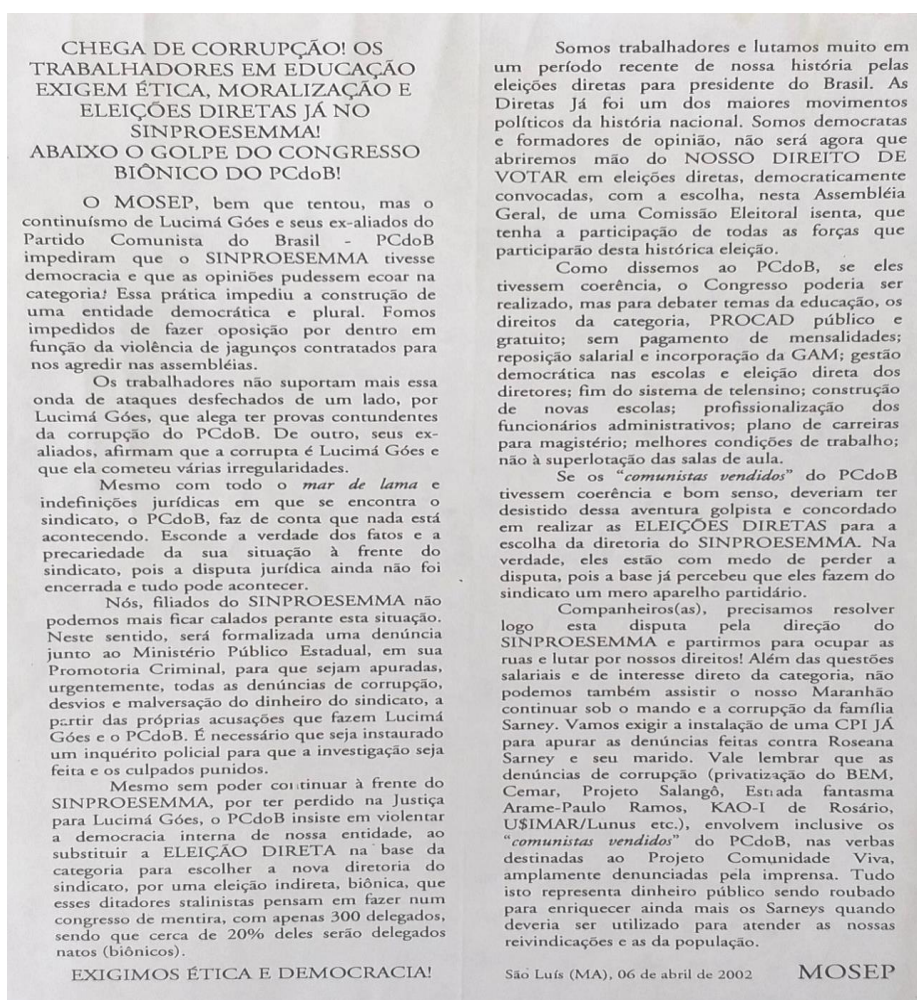 CHEGA DE CORRUPÇÃO! OS
TRABALHADORES EM EDUCAÇÃO
EXIGEM ÉTICA, MORALIZAÇÃO E
ELEIÇÕES DIRETAS JÁ NO
SINPROESEMMA!
ABAIXO O GOLPE DO CONGRESSO
BIÔNICO DO PCdoB!
O MOSEP, bem que tentou, mas o
continuísmo de Lucimá Góes e seus ex-aliados do
Partido Comunista do Brasil - PCdoB
impediram que o SINPROESEMMA tivesse
democracia e que as opiniões pudessem ecoar na
categoria! Essa prática impediu a construção de
uma entidade democrática e plural. Fomos
impedidos de fazer oposição por dentro em
função da violência de jagunços contratados para
nos agredir nas assembléias.
Os trabalhadores não suportam mais essa
onda de ataques desfechados de um lado, por
Lucimá Góes, que alega ter provas contundentes
da corrupção do PCdoB. De outro, seus ex-
aliados, afirmam que a corrupta é Lucimá Góes e
que ela cometeu várias irregularidades.
Mesmo com todo o mar de lama e
indefinições jurídicas em que se encontra o
sindicato, o PCdoB, faz de conta que nada está
acontecendo. Esconde a verdade dos fatos e a
precariedade da sua situação à frente do
sindicato, pois a disputa jurídica ainda não foi
encerrada e tudo pode acontecer.
Nós, filiados do SINPROESEMMA não
podemos mais ficar calados perante esta situação.
Neste sentido, será formalizada uma denúncia
junto ao Ministério Público Estadual, em sua
Promotoria Criminal, para que sejam apuradas,
urgentemente, todas as denúncias de corrupção,
desvios e malversação do dinheiro do sindicato, a
partir das próprias acusações que fazem Lucimá
Góes e o PCdoB. É necessário que seja instaurado
um inquérito policial para que a investigação seja
feita e os culpados punidos.
Mesmo sem poder continuar à frente do
SINPROESEMMA, por ter perdido na Justiça
para Lucimá Góes, o PCdoB insiste em violentar
a democracia interna de nossa entidade, ao
substituir a ELEIÇÃO DIRETA na base da
categoria para escolher a nova diretoria do
sindicato, por uma eleição indireta, biônica, que
esses ditadores stalinistas pensam em fazer num
congresso de mentira, com apenas 300 delegados,
sendo que cerca de 20% deles serão delegados
natos (biônicos).
EXIGIMOS ÉTICA E DEMOCRACIA!
Somos trabalhadores e lutamos muito em
um período recente de nossa história pelas
eleições diretas para presidente do Brasil. As
Diretas Já foi um dos maiores movimentos
políticos da história nacional. Somos democratas
e formadores de opinião, não será agora que
abriremos mão do NOSSO DIREITO DE
VOTAR em eleições diretas, democraticamente
convocadas, com a escolha, nesta Assembléia
Geral, de uma Comissão Eleitoral isenta, que
tenha a participação de todas as forças que
participarão desta histórica eleição.
Como dissemos ao PCdoB, se eles
tivessem coerência, o Congresso poderia ser
realizado, mas para debater temas da educação, os
direitos da categoria, PROCAD público e
gratuito; sem pagamento de mensalidades;
reposição salarial e incorporação da GAM; gestão
democrática nas escolas e eleição direta dos
diretores; fim do sistema de telensino; construção
de novas escolas; profissionalização dos
funcionários administrativos; plano de carreiras
para magistério; melhores condições de trabalho;
não à superlotação das salas de aula.
Se os “comunistas vendidos” do PCdoB
tivessem coerência e bom senso, deveriam ter
desistido dessa aventura golpista e concordado
em realizar as ELEIÇÕES DIRETAS para a
escolha da diretoria do SINPROESEMMA. Na
verdade, eles estão com medo de perder a
disputa, pois a base já percebeu que eles fazem do
sindicato um mero aparelho partidário.
Companheiros(as), precisamos resolver
logo esta disputa pela direção do
SINPROESEMMA e partirmos para ocupar as
ruas e lutar por nossos direitos! Além das questões
salariais e de interesse direto da categoria, não
podemos também assistir o nosso Maranhão
continuar sob o mando e a corrupção da família
Sarney. Vamos exigir a instalação de uma CPI JÁ
para apurar as denúncias feitas contra Roseana
Sarney e seu marido. Vale lembrar que as
denúncias de corrupção (privatização do BEM,
Cemar, Projeto Salangô, Estrada fantasma
Arame-Paulo Ramos, KAO-I de Rosário,
U$IMAR/Lunus etc.), envolvem inclusive os
“comunistas vendidos” do PCdoB, nas verbas
destinadas ao Projeto Comunidade Viva,
amplamente denunciadas pela imprensa. Tudo
isto representa dinheiro público sendo roubado
para enriquecer ainda mais os Sarneys quando
deveria ser utilizado para atender as nossas
reivindicações e as da população.
São Luís (MA), 06 de abril de 2002 MOSEP